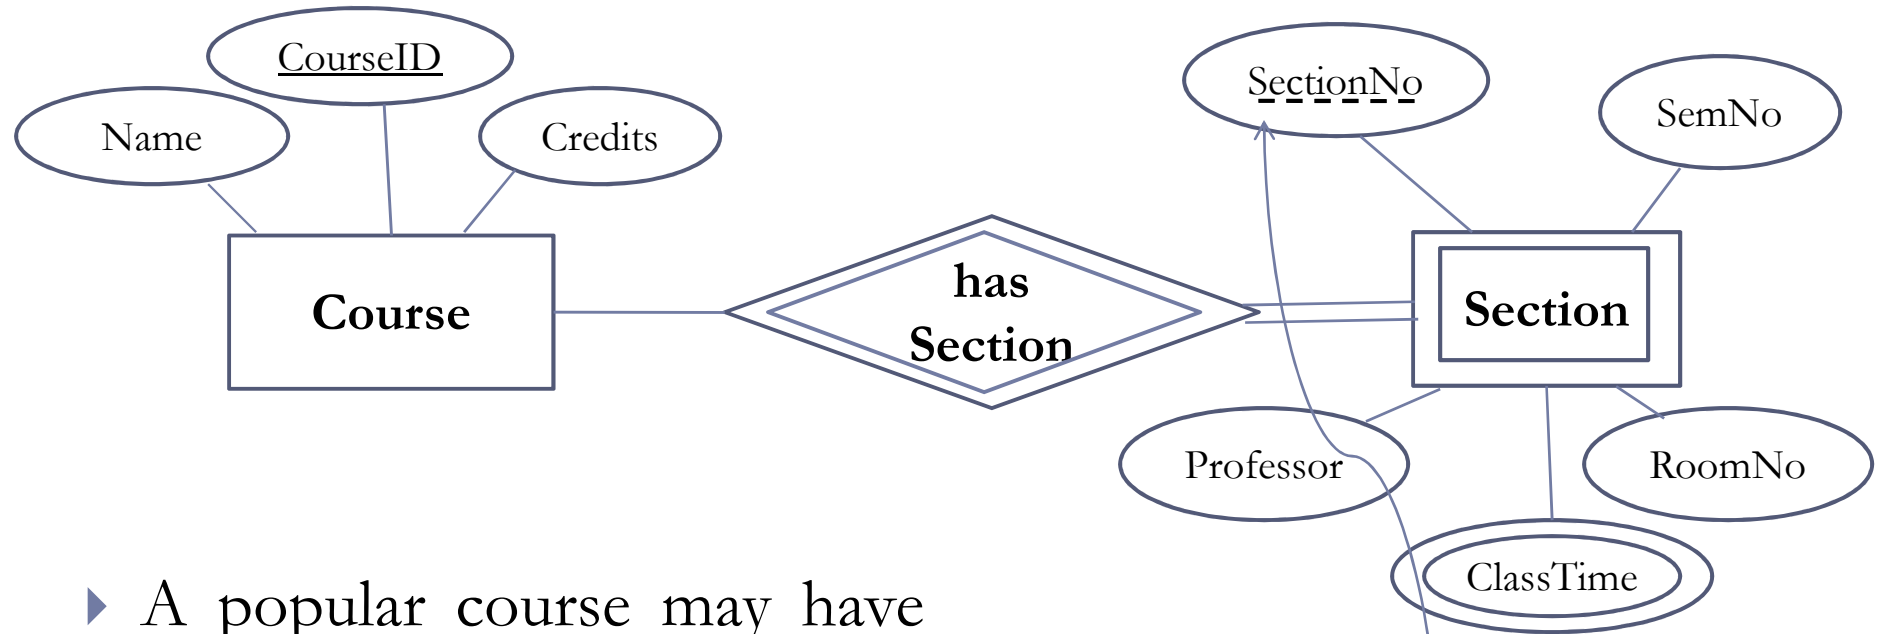 CourseID
Name
Credits
SectionNo
SemNo
Course
has
Section
Section
Professor
RoomNo
ClassTime
A popular course may have